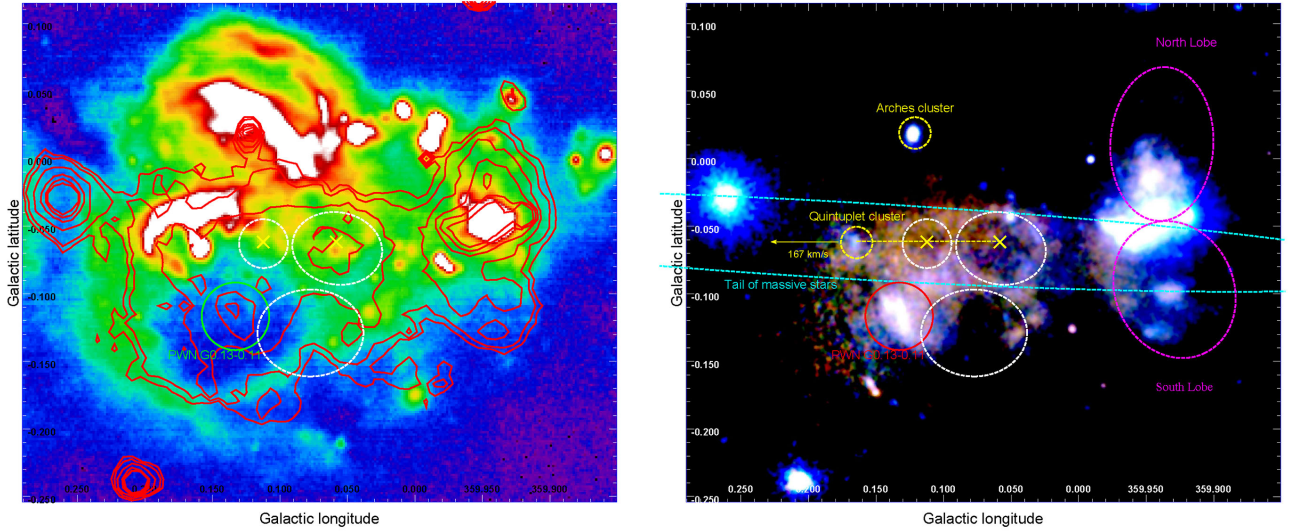 0.100
0.050
0.000
-0.050
-0.100
-0.150
-0.200
-0.250
Galactic latitude
PWN G0.13-0.11
0.250 0.150 0.100 0.050 0.000 359.950 359.900
Galactic longitude
0.100
0.050
0.000
-0.050
-0.100
-0.150
-0.200
-0.250
Galactic latitude
North Lobe
Arches cluster
Quintuplet cluster
167 km/s
Tail of massive stars
PWN G0.13-0.11
South Lobe
0.250 0.150 0.100 0.050 0.000 359.950 359.900
Galactic longitude